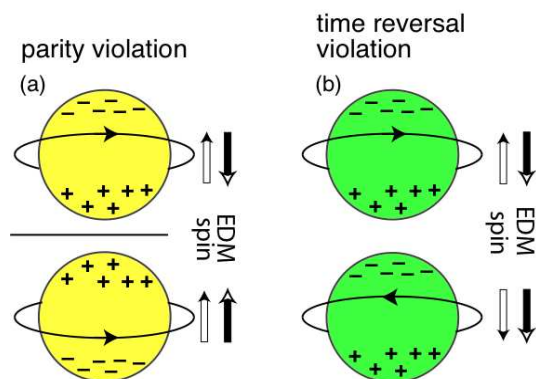 parity violation
(a)
time reversal
violation
(b)
EDM
spin
EDM
spin